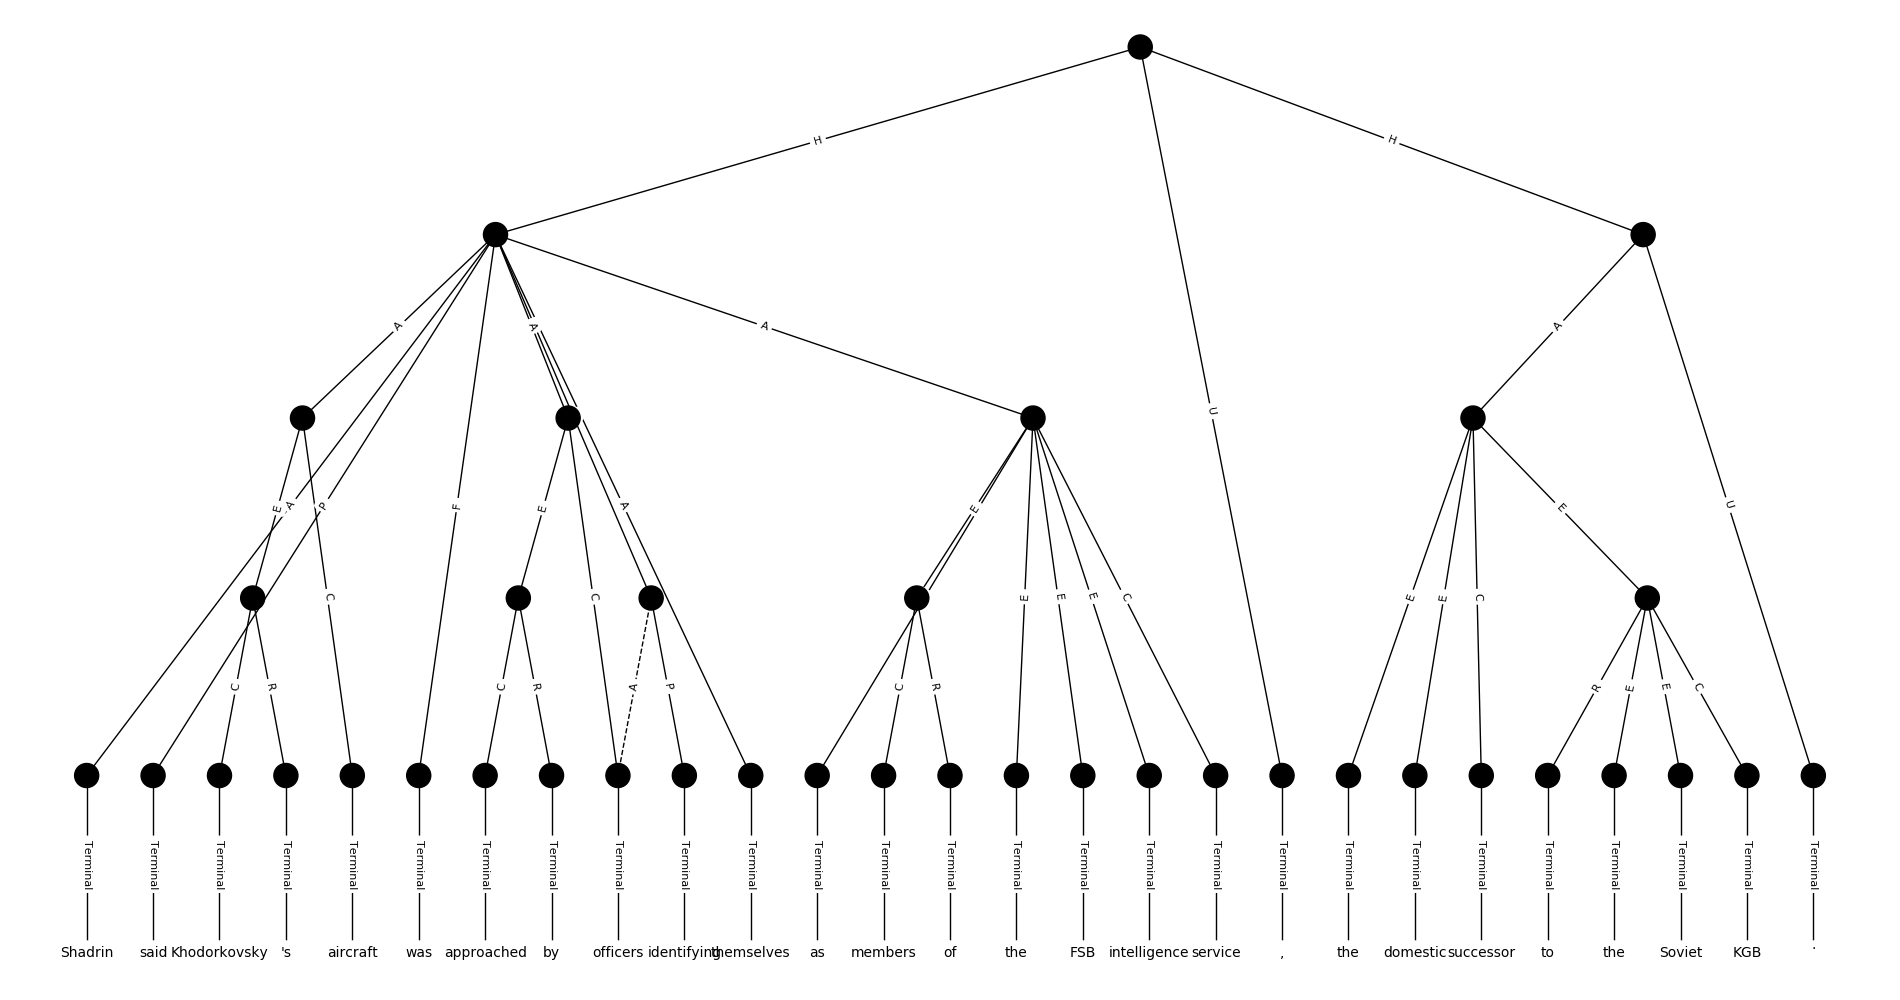 H H
A A A A
U
E A P F E A E E U
C C E E E C E E C
C R C R A P C R R E E C
Terminal Terminal Terminal Terminal Terminal Terminal Terminal Terminal Terminal Terminal Terminal Terminal Terminal Terminal Terminal Terminal Terminal Terminal Terminal Terminal Terminal Terminal Terminal Terminal Terminal Terminal Terminal
Shadrin said Khodorkovsky 's aircraft was approached by officers identifying themselves as members of the FSB intelligence service , the domestic successor to the Soviet KGB .